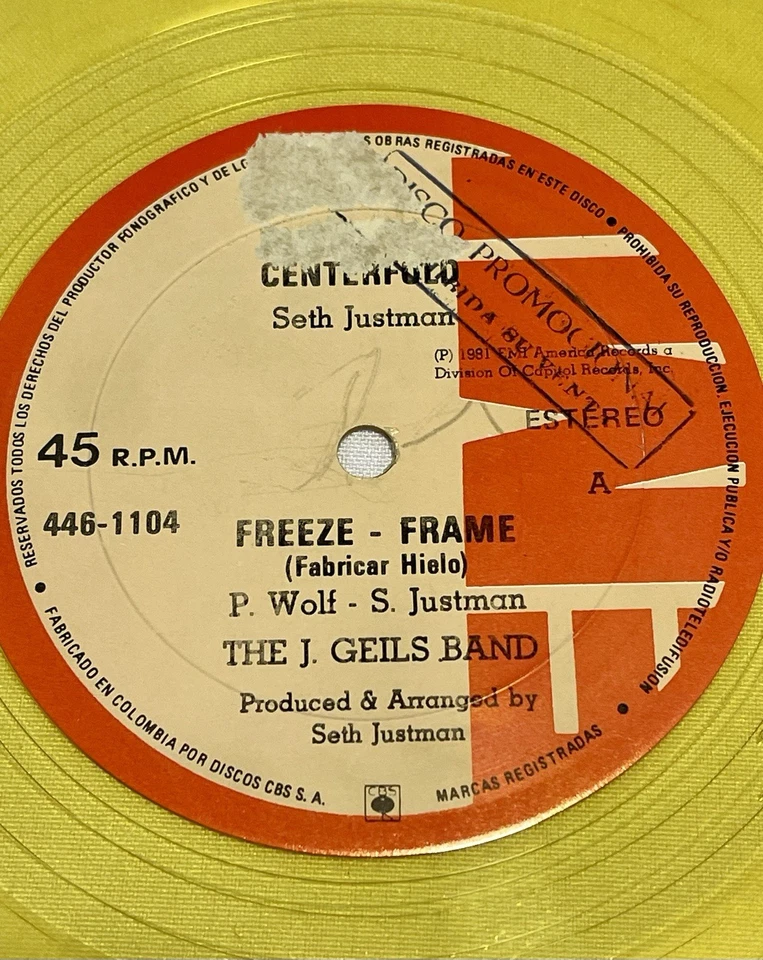 RESERVADOS TODOS LOS DERECHOS DEL PRODUCTOR FONOGRAFICO Y DE
OBRAS REGISTRADAS EN ESTE DISCO • PROHIBIDA SU REPRODUCCION, EJECUCION PUBLICA Y/O RADIOTELEDIFUSION •
DISCO PROMOCIONAL
CENTERFOLD
Seth Justman
(P) 1981 EMI America Records a
Division Of Capitol Records, Inc
ESTÉREO
45 R.P.M.
A
446-1104
FREEZE - FRAME
(Fabricar Hielo)
P. Wolf - S. Justman
THE J. GEILS BAND
Produced & Arranged by
Seth Justman
• FABRICADO EN COLOMBIA POR DISCOS CBS S. A.
CBS
MARCAS REGISTRADAS